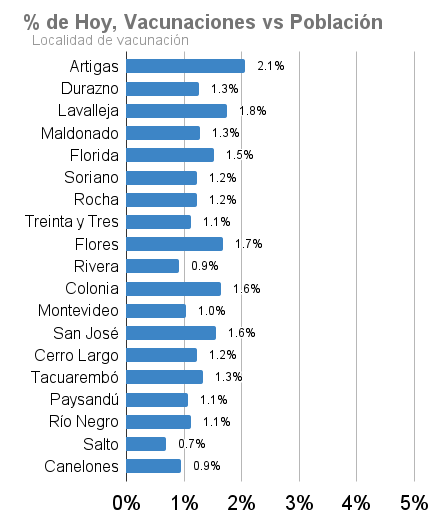 % de Hoy, Vacunaciones vs Población
Localidad de vacunación
Artigas 2.1%
Durazno 1.3%
Lavalleja 1.8%
Maldonado 1.3%
Florida 1.5%
Soriano 1.2%
Rocha 1.2%
Treinta y Tres 1.1%
Flores 1.7%
Rivera 0.9%
Colonia 1.6%
Montevideo 1.0%
San José 1.6%
Cerro Largo 1.2%
Tacuarembó 1.3%
Paysandú 1.1%
Río Negro 1.1%
Salto 0.7%
Canelones 0.9%
0% 1% 2% 3% 4% 5%